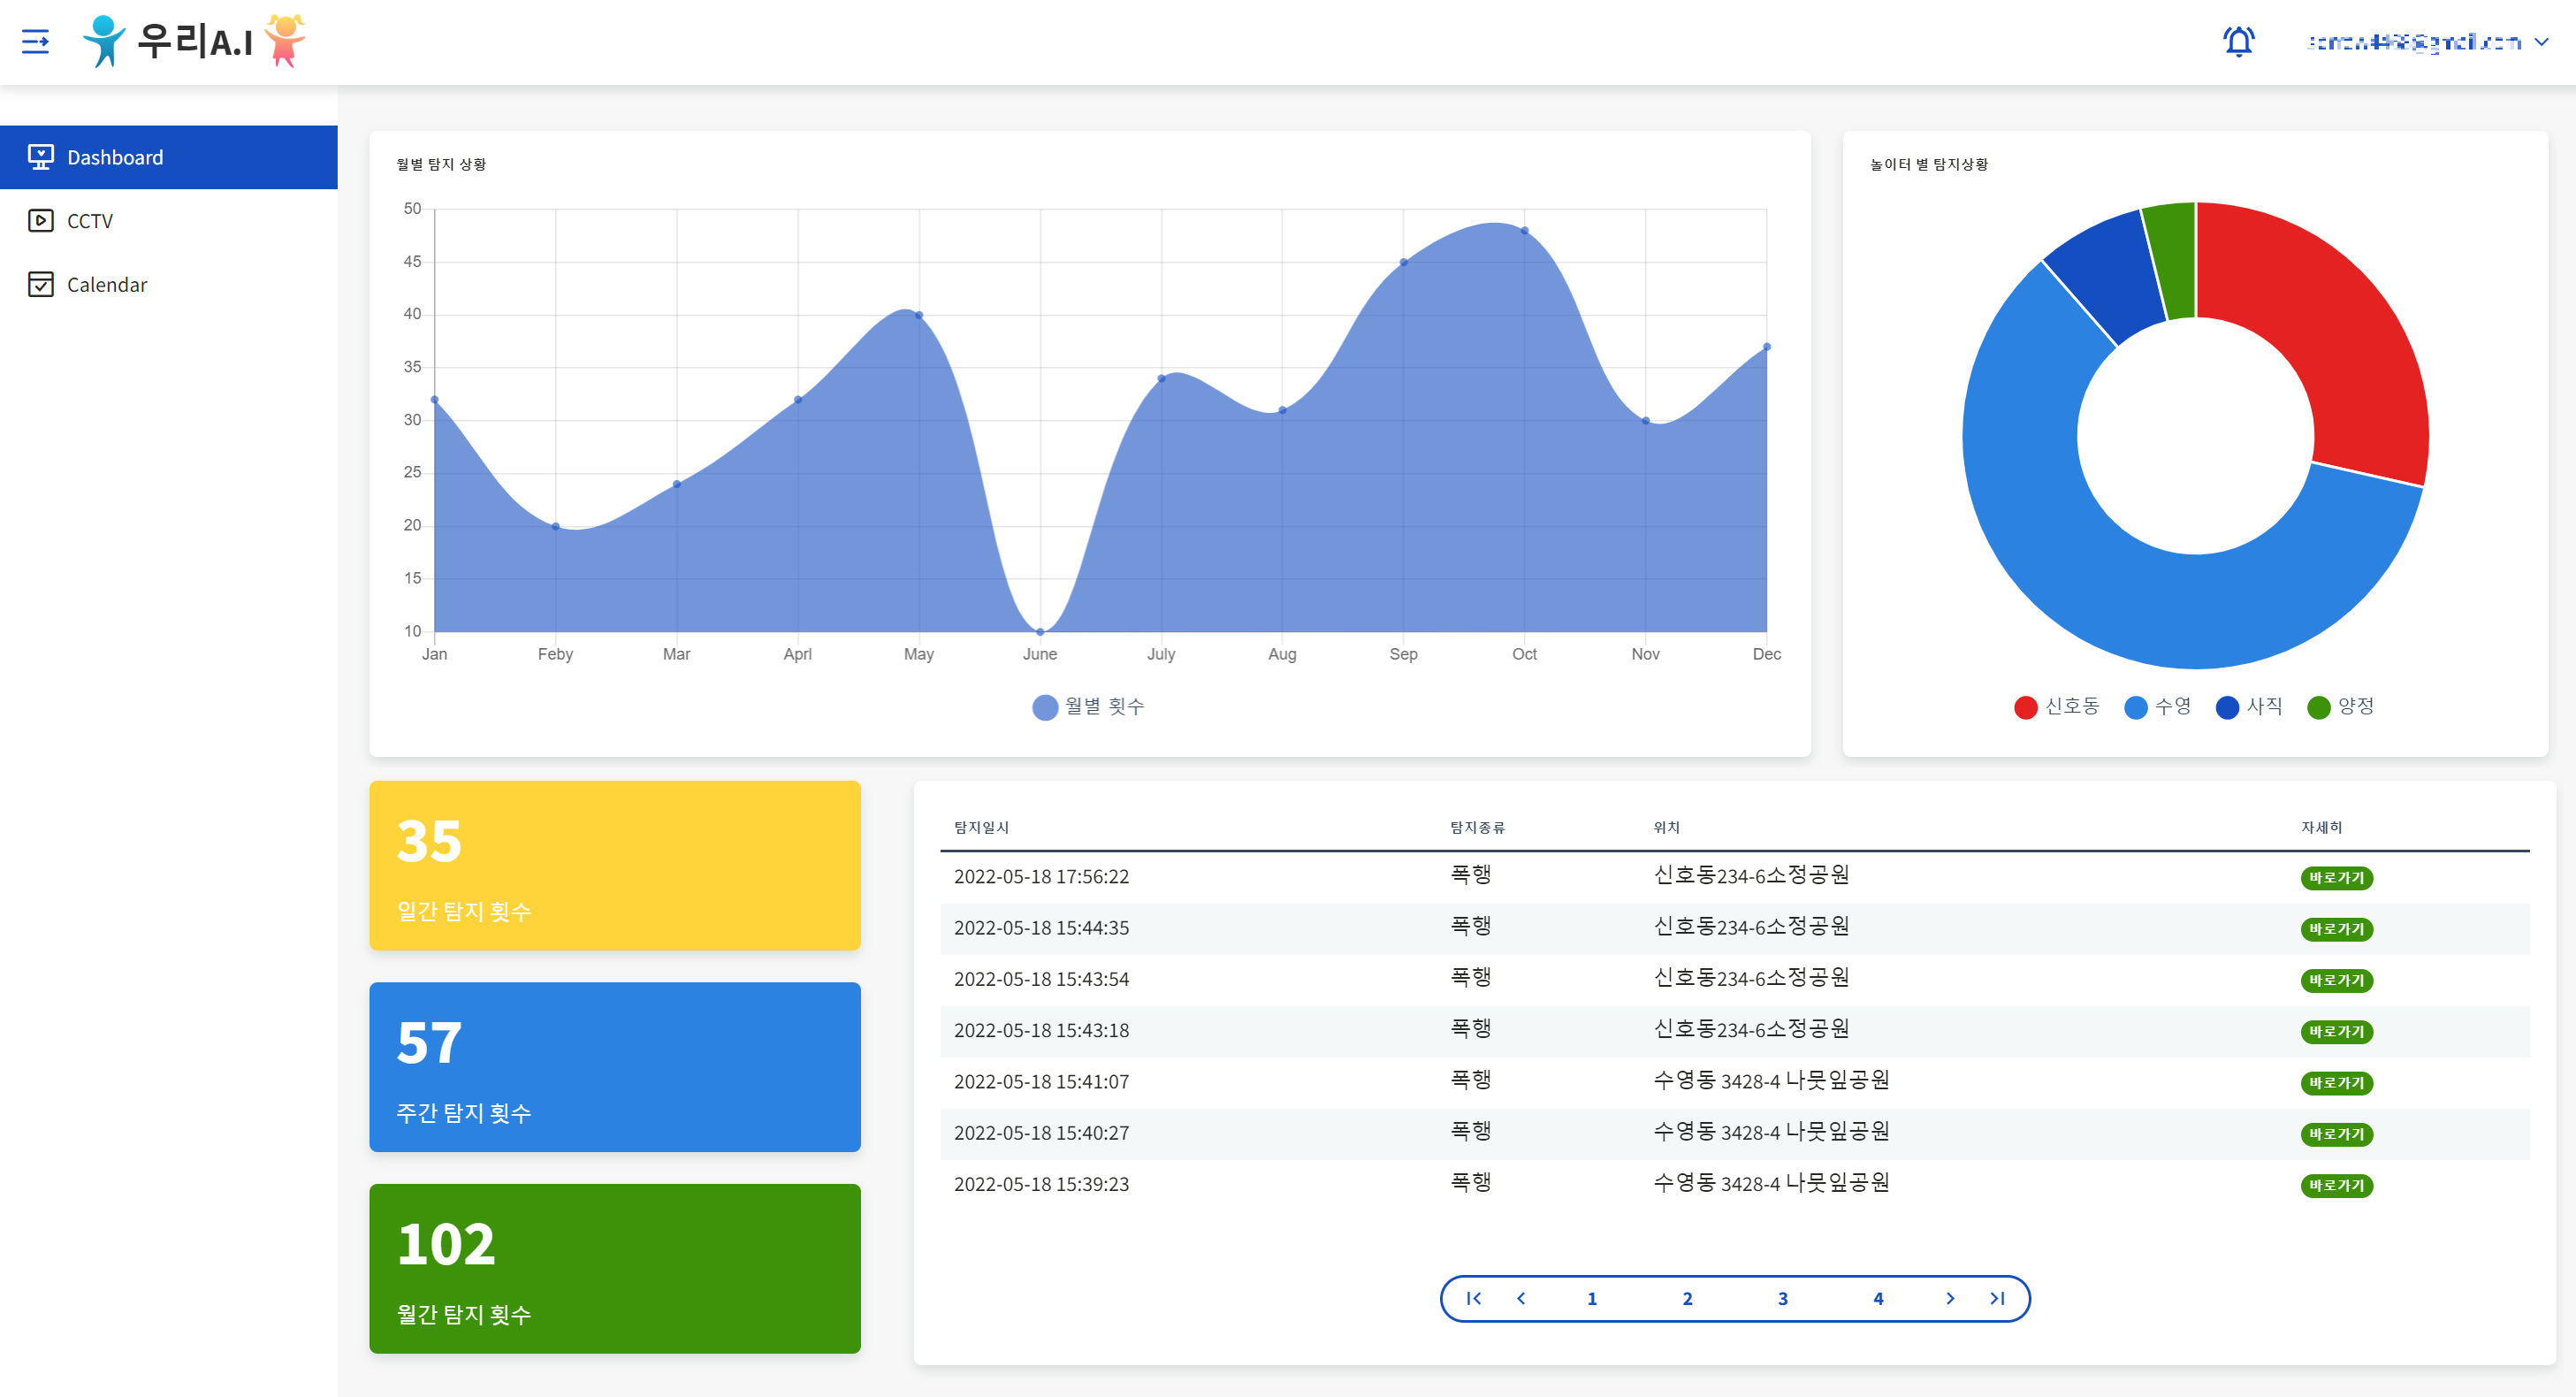 우리A.I
Dashboard
CCTV
Calendar
월별 탐지 상황
50
45
40
35
30
25
20
15
10
Jan Feby Mar Aprl May June July Aug Sep Oct Nov Dec
월별 횟수
놀이터 별 탐지상황
신호동 수영 사직 양정
35
일간 탐지 횟수
57
주간 탐지 횟수
102
월간 탐지 횟수
탐지일시 탐지종류 위치 자세히
2022-05-18 17:56:22 폭행 신호동234-6소정공원 바로가기
2022-05-18 15:44:35 폭행 신호동234-6소정공원 바로가기
2022-05-18 15:43:54 폭행 신호동234-6소정공원 바로가기
2022-05-18 15:43:18 폭행 신호동234-6소정공원 바로가기
2022-05-18 15:41:07 폭행 수영동 3428-4 나뭇잎공원 바로가기
2022-05-18 15:40:27 폭행 수영동 3428-4 나뭇잎공원 바로가기
2022-05-18 15:39:23 폭행 수영동 3428-4 나뭇잎공원 바로가기
1 2 3 4